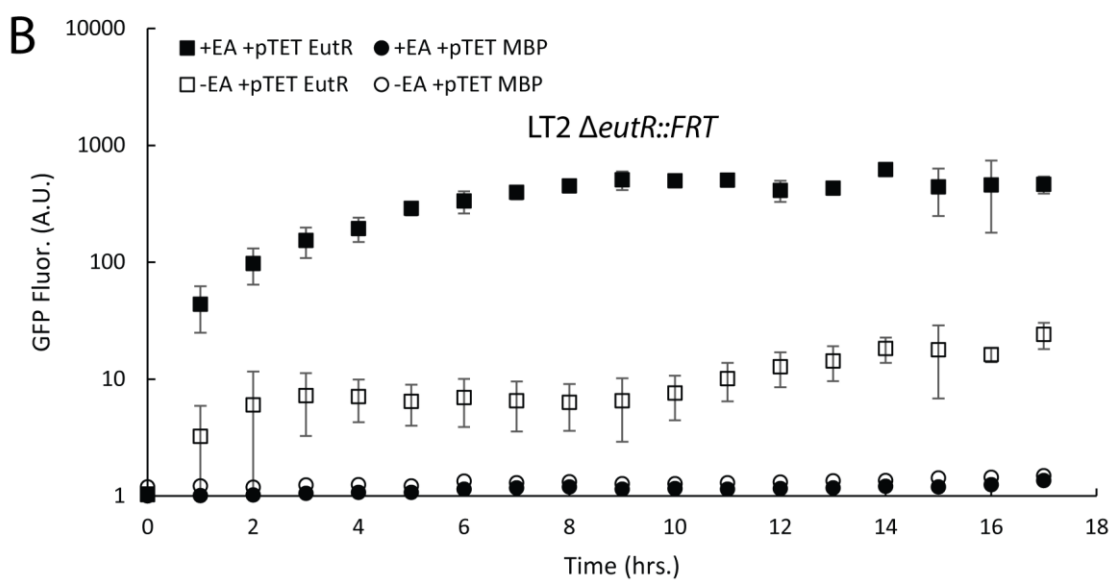 B
10000
■ +EA +pTET EutR ● +EA +pTET MBP
□ -EA +pTET EutR ○ -EA +pTET MBP
LT2 ΔeutR::FRT
1000
100
10
1
GFP Fluor. (A.U.)
0 2 4 6 8 10 12 14 16 18
Time (hrs.)